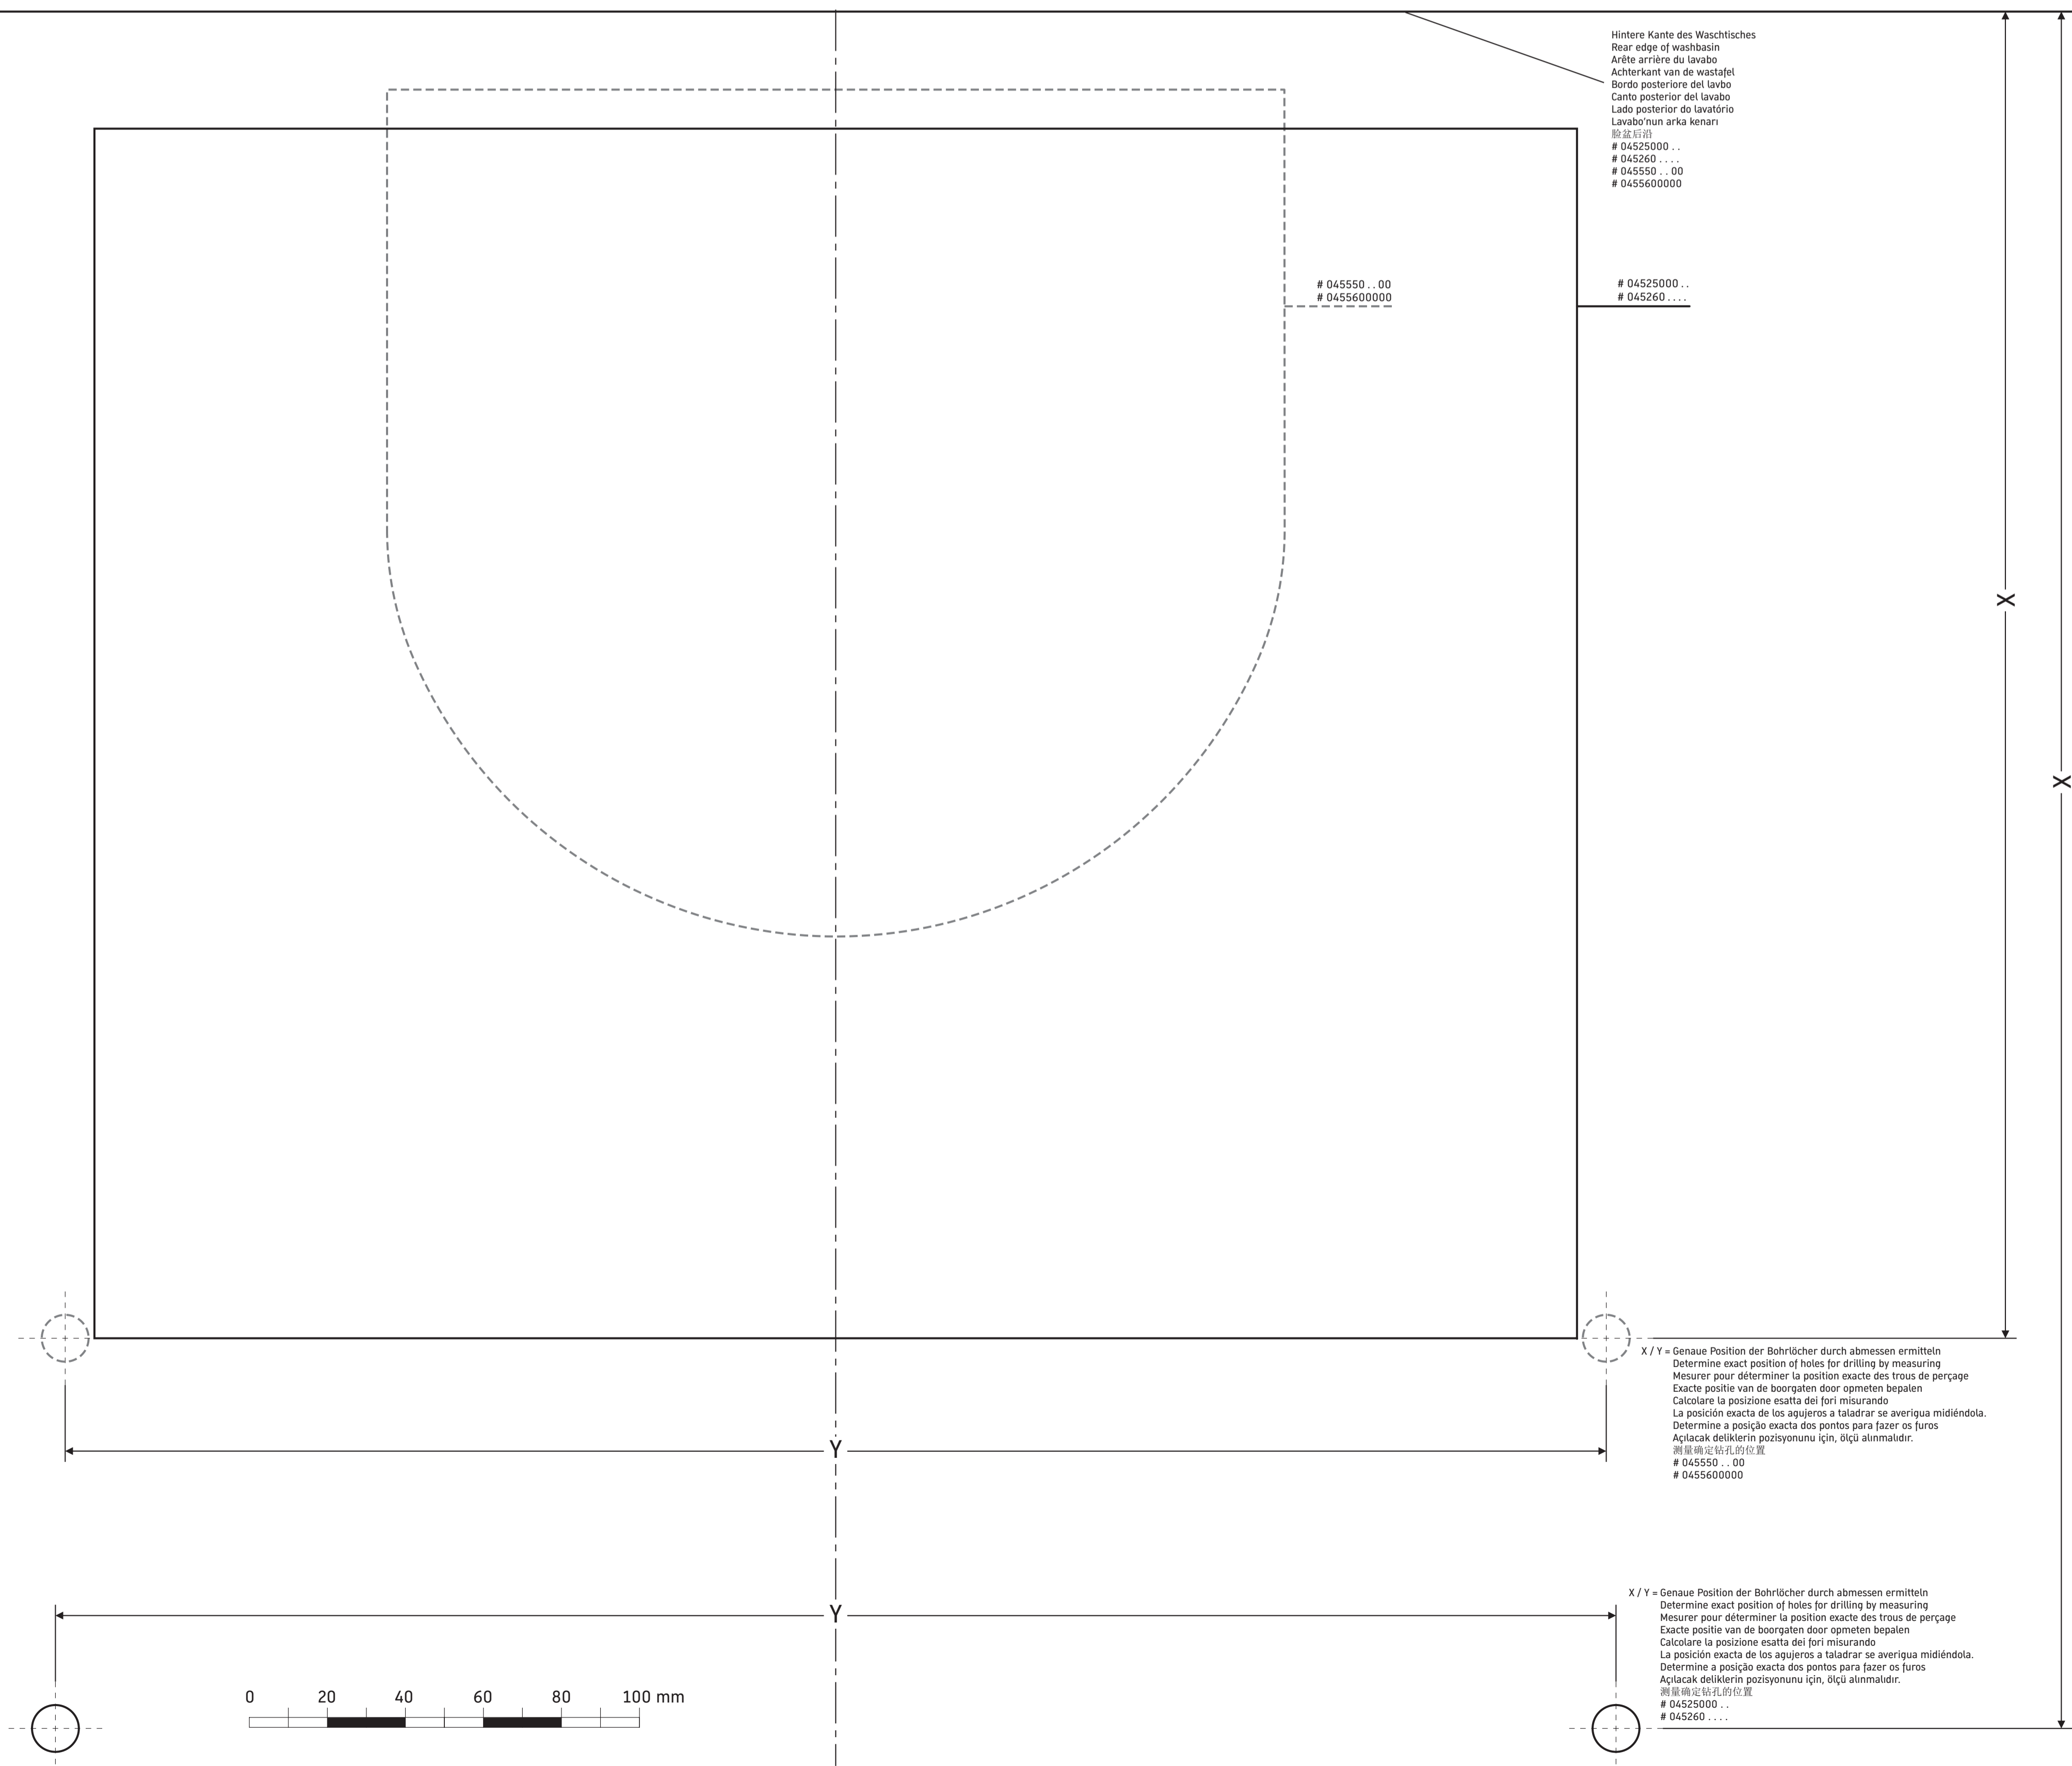 Hintere Kante des Waschtisches
Rear edge of washbasin
Arête arrière du lavabo
Achterkant van de wastafel
Bordo posteriore del lavbo
Canto posterior del lavabo
Lado posterior do lavatório
Lavabo'nun arka kenarı
脸盆后沿
# 04525000 . .
# 045260 . . . .
# 045550 . . 00
# 0455600000
# 045550 . . 00
# 0455600000
# 04525000 . .
# 045260 . . . .
X
X
X / Y = Genaue Position der Bohrlöcher durch abmessen ermitteln
Determine exact position of holes for drilling by measuring
Mesurer pour déterminer la position exacte des trous de perçage
Exacte positie van de boorgaten door opmeten bepalen
Calcolare la posizione esatta dei fori misurando
La posición exacta de los agujeros a taladrar se averigua midiéndola.
Determine a posição exacta dos pontos para fazer os furos
Açılacak deliklerin pozisyonunu için, ölçü alınmalıdır.
测量确定钻孔的位置
# 045550 . . 00
# 0455600000
Y
X / Y = Genaue Position der Bohrlöcher durch abmessen ermitteln
Determine exact position of holes for drilling by measuring
Mesurer pour déterminer la position exacte des trous de perçage
Exacte positie van de boorgaten door opmeten bepalen
Calcolare la posizione esatta dei fori misurando
La posición exacta de los agujeros a taladrar se averigua midiéndola.
Determine a posição exacta dos pontos para fazer os furos
Açılacak deliklerin pozisyonunu için, ölçü alınmalıdır.
测量确定钻孔的位置
# 04525000 . .
# 045260 . . . .
Y
0 20 40 60 80 100 mm